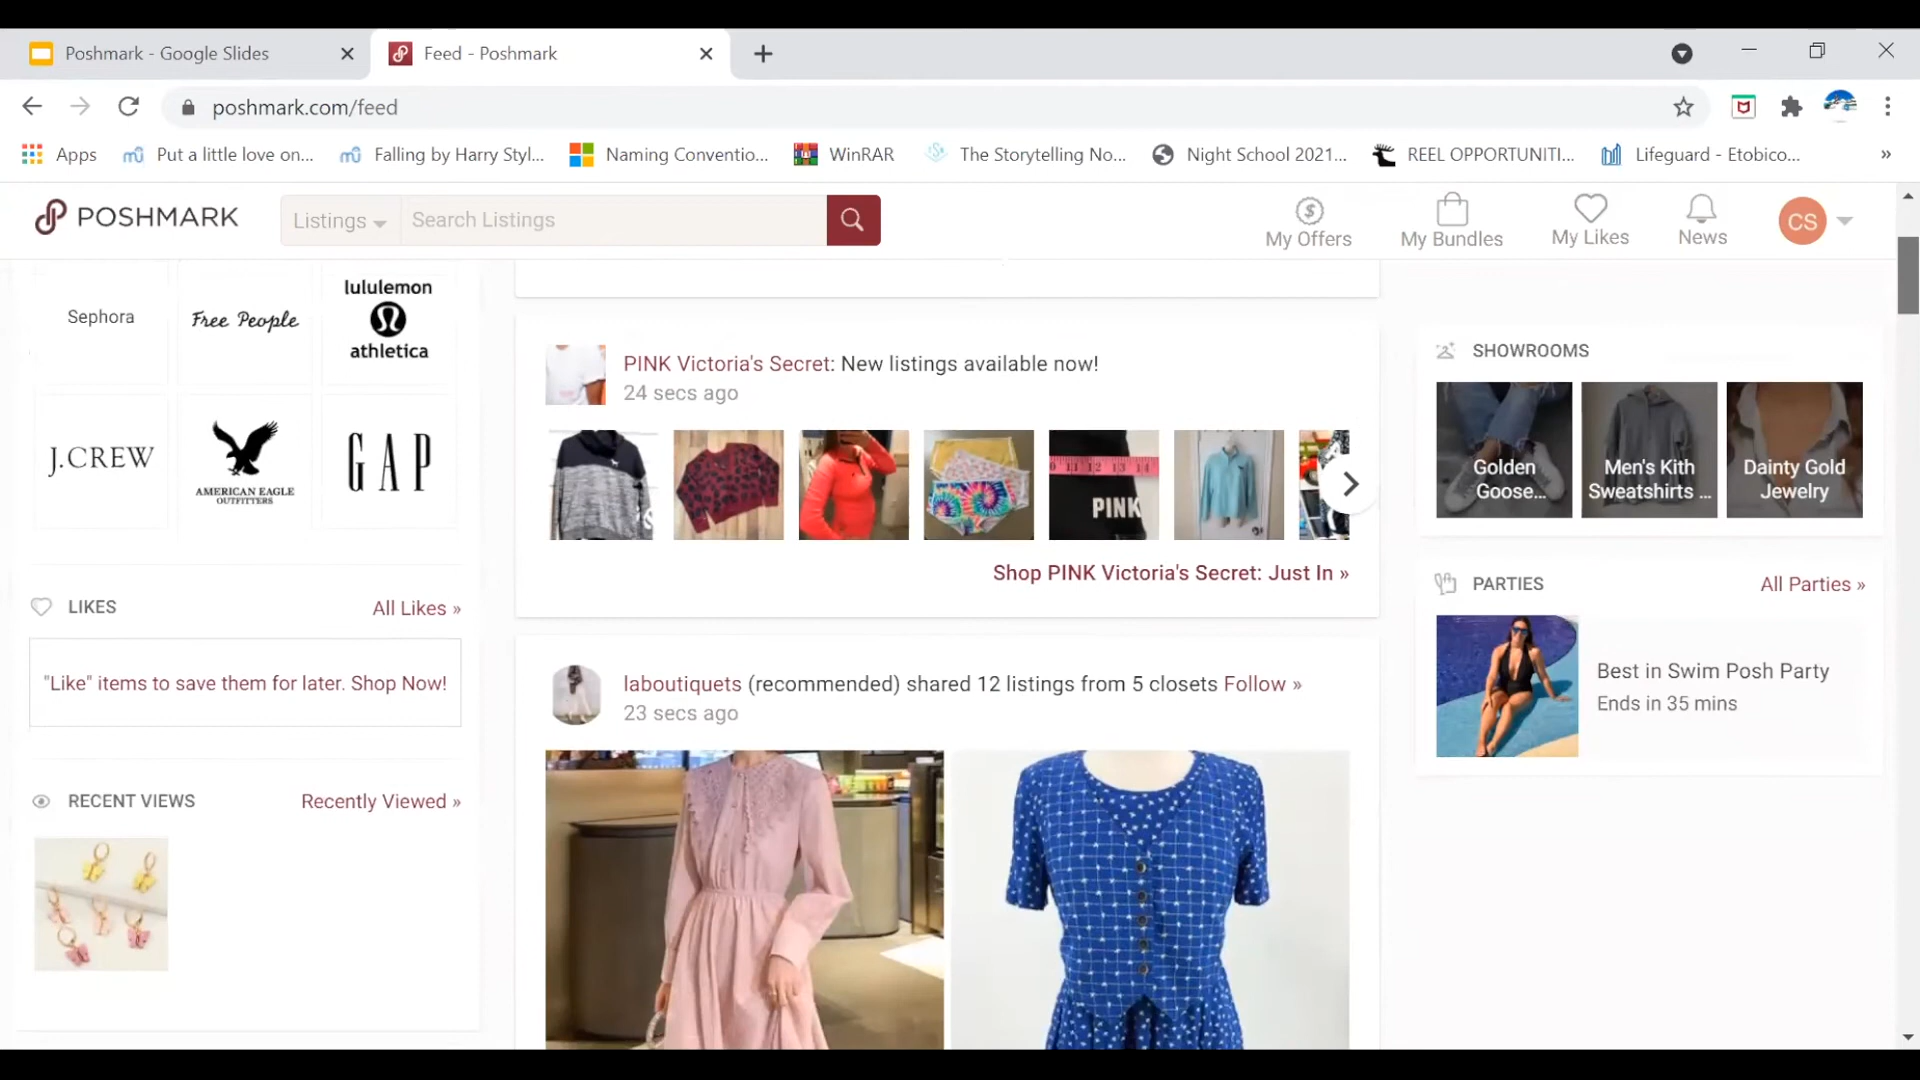 Poshmark - Google Slides
Feed - Poshmark
poshmark.com/feed
Apps
Put a little love on...
Falling by Harry Styl...
Naming Conventio...
WinRAR
The Storytelling No...
Night School 2021...
REEL OPPORTUNITI...
Lifeguard - Etobico...
»
POSHMARK
Listings
Search Listings
My Offers
My Bundles
My Likes
News
CS
Sephora
Free People
lululemon
athletica
J.CREW
AMERICAN EAGLE
OUTFITTERS
GAP
LIKES
All Likes »
"Like" items to save them for later. Shop Now!
RECENT VIEWS
Recently Viewed »
PINK Victoria's Secret: New listings available now!
24 secs ago
11 12 13 14
PINK
Shop PINK Victoria's Secret: Just In »
laboutiquets (recommended) shared 12 listings from 5 closets Follow »
23 secs ago
SHOWROOMS
Golden
Goose...
Men's Kith
Sweatshirts ...
Dainty Gold
Jewelry
PARTIES
All Parties »
Best in Swim Posh Party
Ends in 35 mins